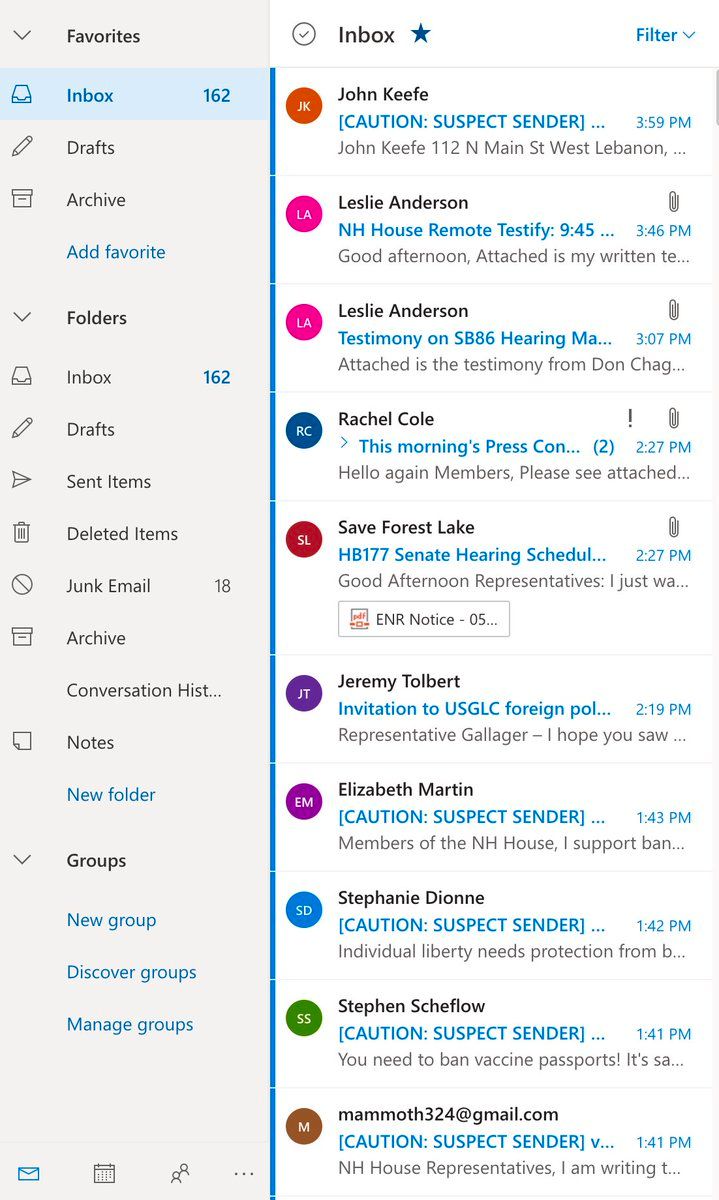 Favorites
Inbox 162
Drafts
Archive
Add favorite
Folders
Inbox 162
Drafts
Sent Items
Deleted Items
Junk Email 18
Archive
Conversation Hist...
Notes
New folder
Groups
New group
Discover groups
Manage groups
...
Inbox ★ Filter
JK
John Keefe
[CAUTION: SUSPECT SENDER] ... 3:59 PM
John Keefe 112 N Main St West Lebanon, ...
LA
Leslie Anderson
NH House Remote Testify: 9:45 ... 3:46 PM
Good afternoon, Attached is my written te...
LA
Leslie Anderson
Testimony on SB86 Hearing Ma... 3:07 PM
Attached is the testimony from Don Chag...
RC
Rachel Cole !
> This morning's Press Con... (2) 2:27 PM
Hello again Members, Please see attached...
SL
Save Forest Lake
HB177 Senate Hearing Schedul... 2:27 PM
Good Afternoon Representatives: I just wa...
pdf ENR Notice - 05...
JT
Jeremy Tolbert
Invitation to USGLC foreign pol... 2:19 PM
Representative Gallager – I hope you saw ...
EM
Elizabeth Martin
[CAUTION: SUSPECT SENDER] ... 1:43 PM
Members of the NH House, I support ban...
SD
Stephanie Dionne
[CAUTION: SUSPECT SENDER] ... 1:42 PM
Individual liberty needs protection from b...
SS
Stephen Scheflow
[CAUTION: SUSPECT SENDER] ... 1:41 PM
You need to ban vaccine passports! It's sa...
M
mammoth324@gmail.com
[CAUTION: SUSPECT SENDER] v... 1:41 PM
NH House Representatives, I am writing t...